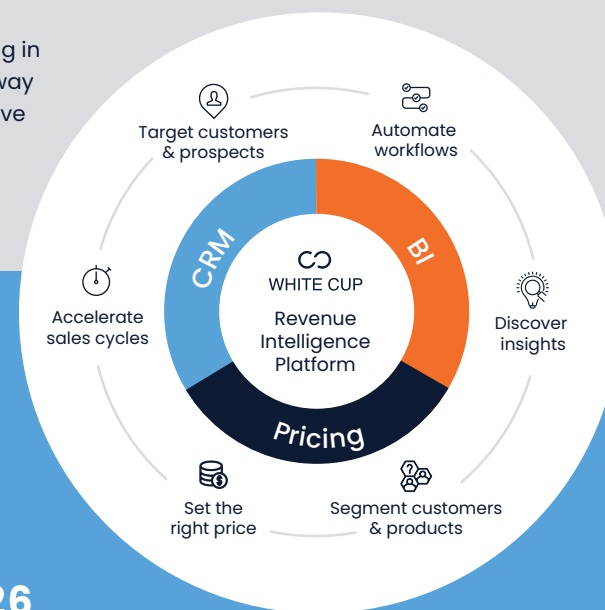 g in
way
ve
Target customers
& prospects
Automate
workflows
CRM
BI
WHITE CUP
Revenue
Intelligence
Platform
Accelerate
sales cycles
Discover
insights
Pricing
?
$
Set the
right price
Segment customers
& products
26